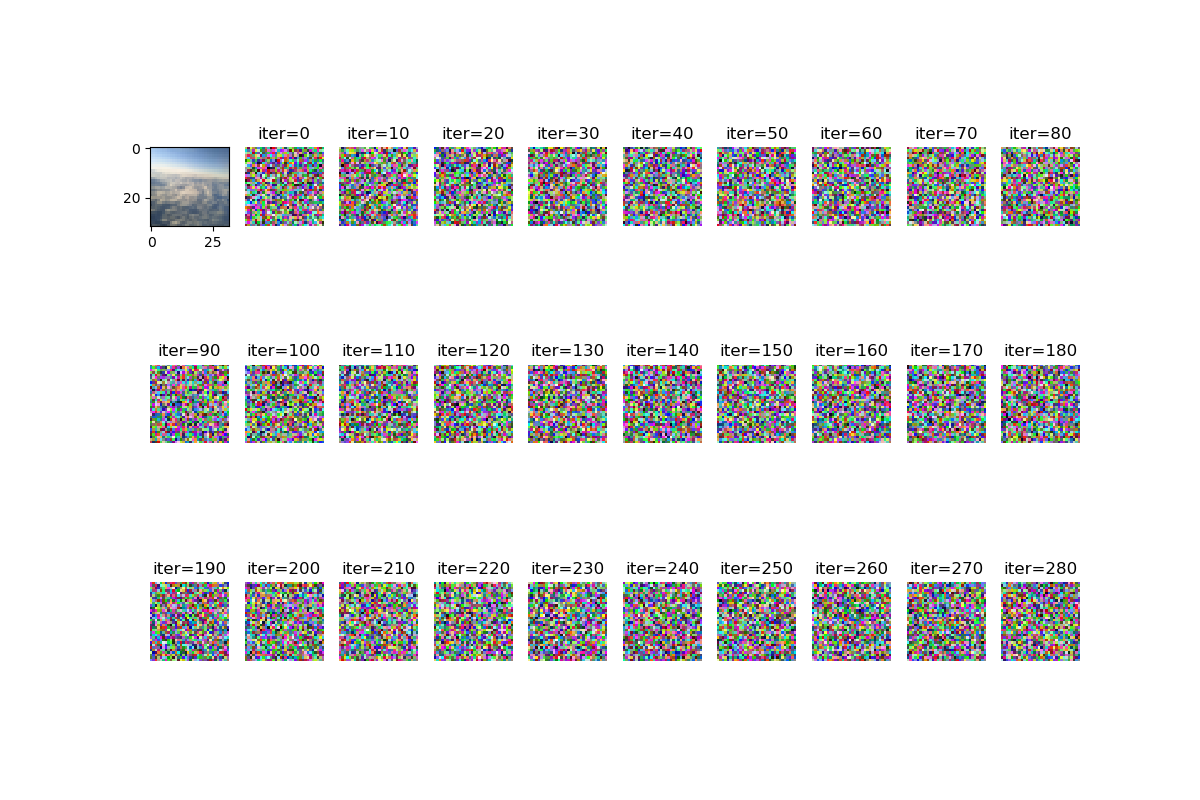 iter=0 iter=10 iter=20 iter=30 iter=40 iter=50 iter=60 iter=70 iter=80
0
20
0 25
iter=90 iter=100 iter=110 iter=120 iter=130 iter=140 iter=150 iter=160 iter=170 iter=180
iter=190 iter=200 iter=210 iter=220 iter=230 iter=240 iter=250 iter=260 iter=270 iter=280